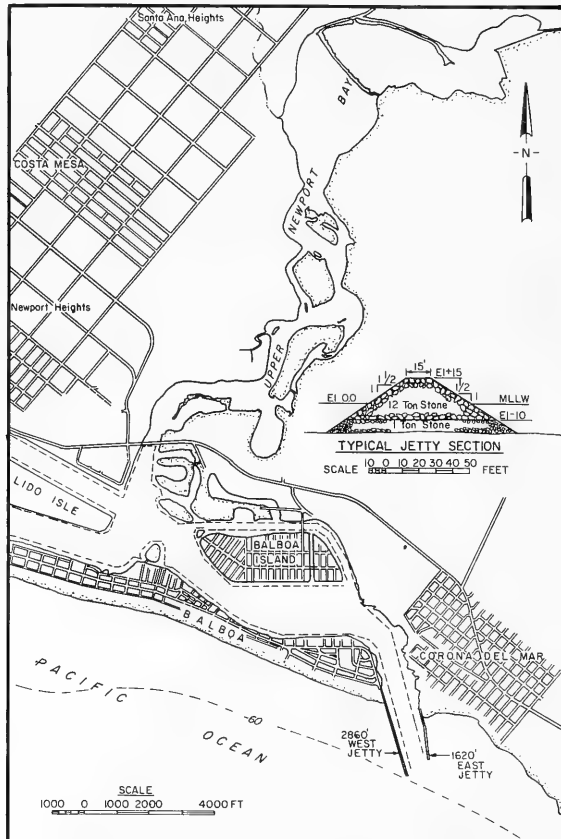 Santa Ana Heights
COSTA MESA
Newport Heights
UPPER NEWPORT BAY
-N-
15'
El+15
1 1/2
1
1 1/2
1
El 0.0
MLLW
12 Ton Stone
El-10
1 Ton Stone
TYPICAL JETTY SECTION
SCALE 10 0 10 20 30 40 50 FEET
LIDO ISLE
BALBOA
ISLAND
BALBOA
CORONA DEL MAR
PACIFIC
OCEAN
-60
2860'
WEST
JETTY
1620'
EAST
JETTY
SCALE
1000 0 1000 2000 4000 FT